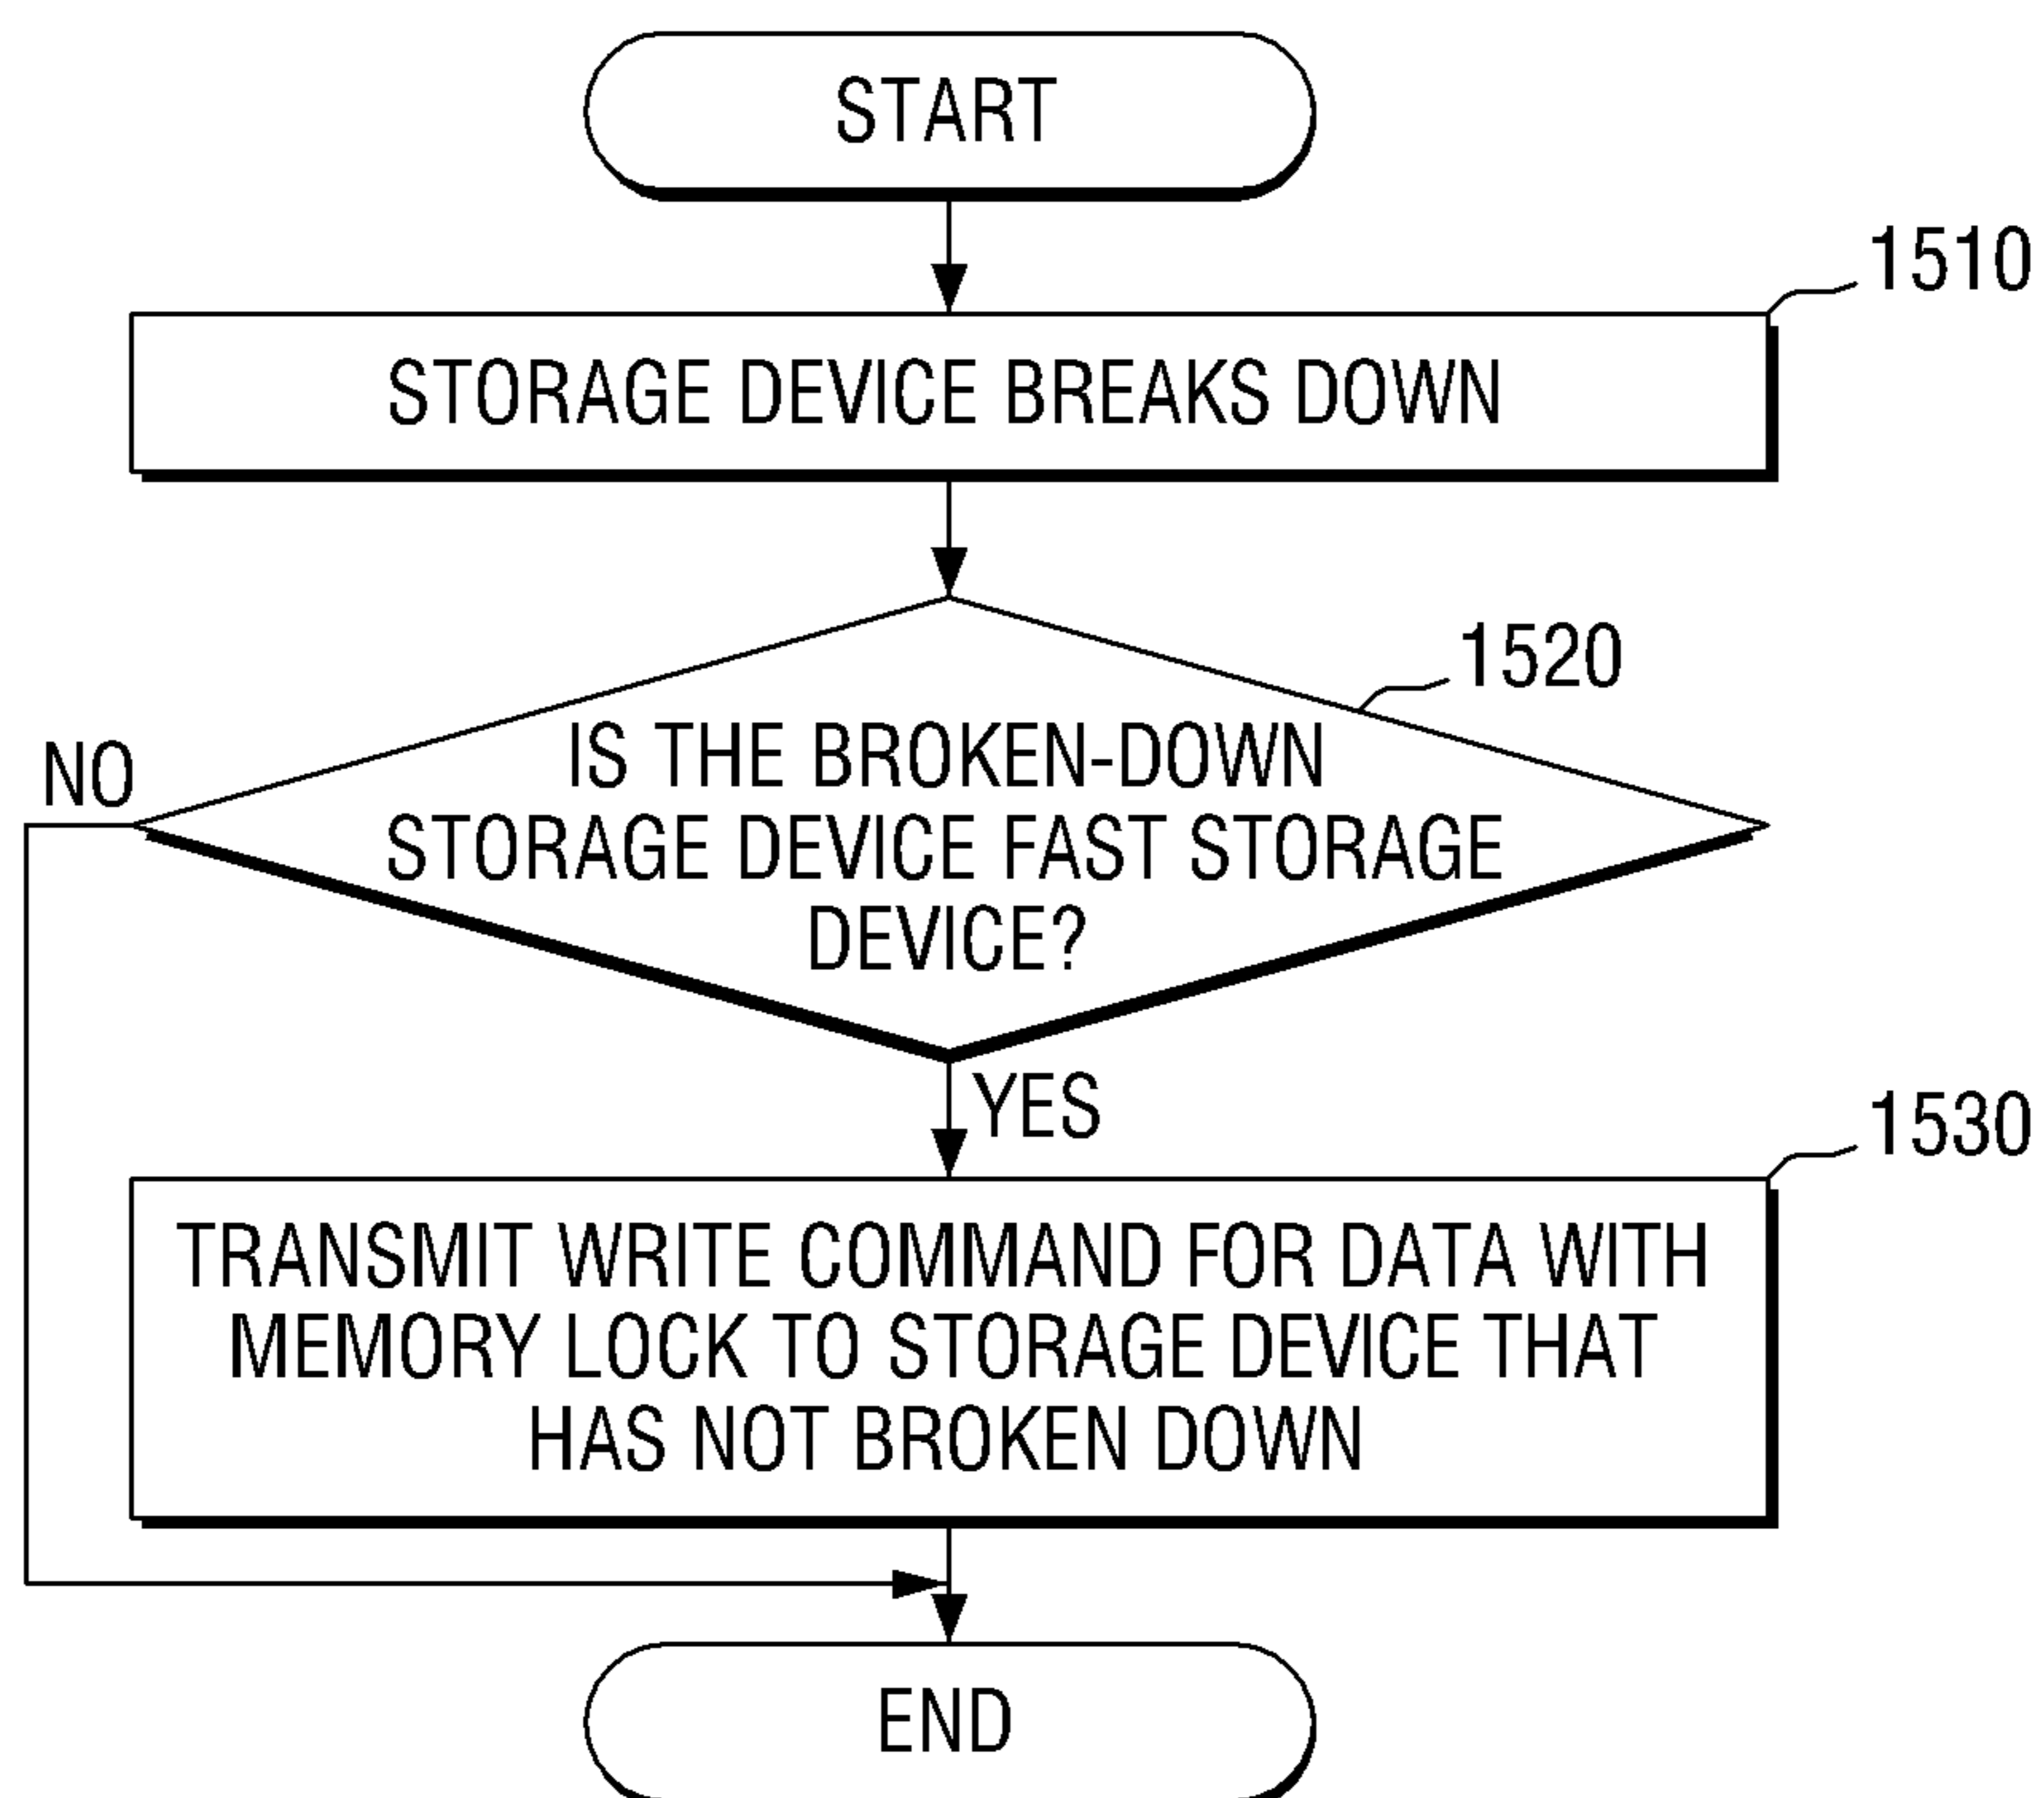 START
1510
STORAGE DEVICE BREAKS DOWN
1520
IS THE BROKEN-DOWN
NO
STORAGE DEVICE FAST STORAGE
DEVICE?
YES
1530
TRANSMIT WRITE COMMAND FOR DATA WITH
MEMORY LOCK TO STORAGE DEVICE THAT
HAS NOT BROKEN DOWN
END